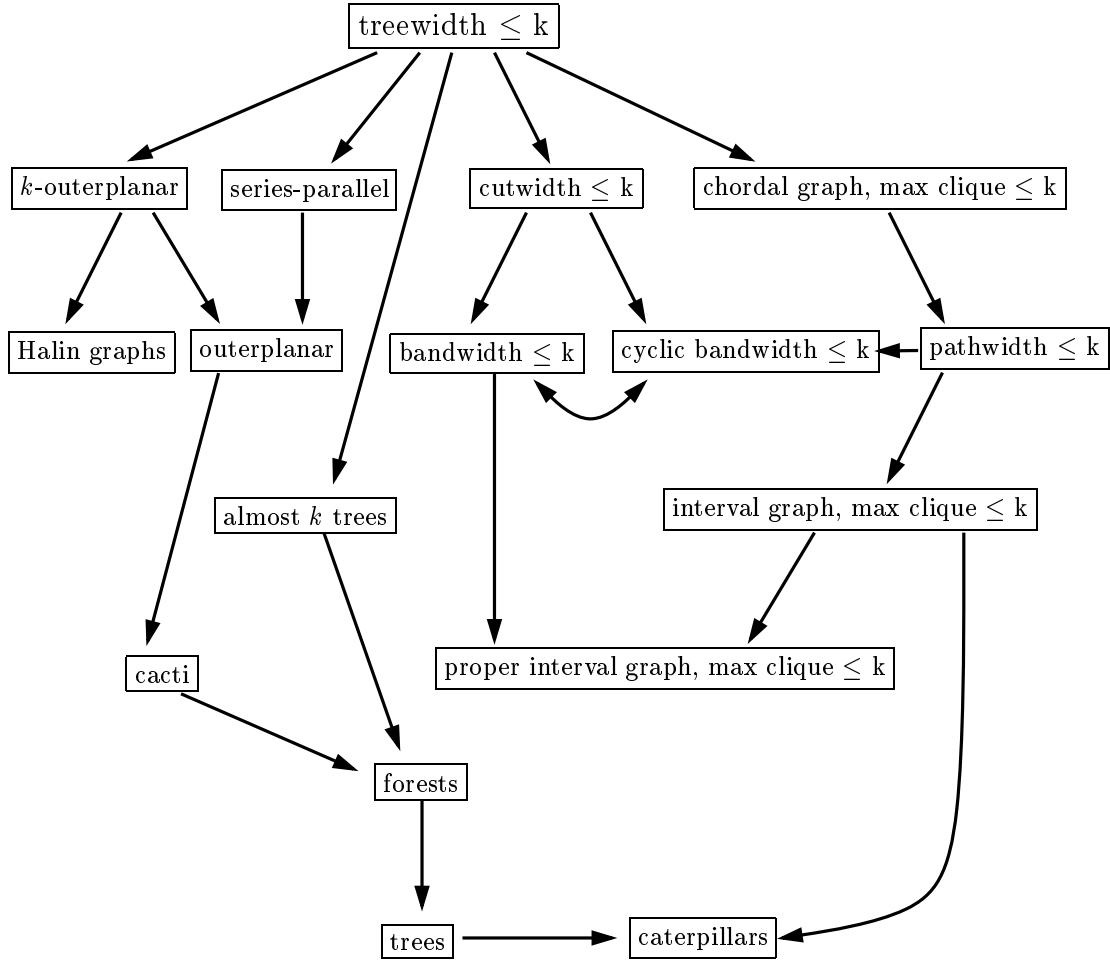 treewidth ≤ k
k-outerplanar
series-parallel
cutwidth ≤ k
chordal graph, max clique ≤ k
Halin graphs
outerplanar
bandwidth ≤ k
cyclic bandwidth ≤ k
pathwidth ≤ k
almost k trees
interval graph, max clique ≤ k
cacti
proper interval graph, max clique ≤ k
forests
trees
caterpillars